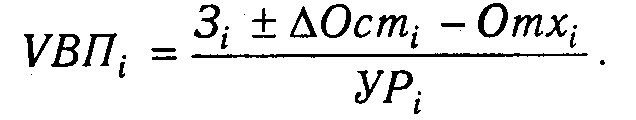 VВП_i = (З_i ± ΔОст_i − Отх_i) / УР_i .